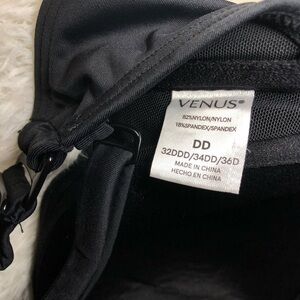 VENUS®
82%NYLON/NYLON
18%SPANDEX/SPANDEX
DD
32DDD/34DD/36D
MADE IN CHINA
HECHO EN CHINA